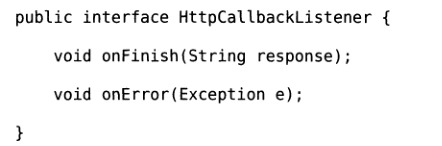 public interface HttpCallbackListener {
    void onFinish(String response);
    void onError(Exception e);
}